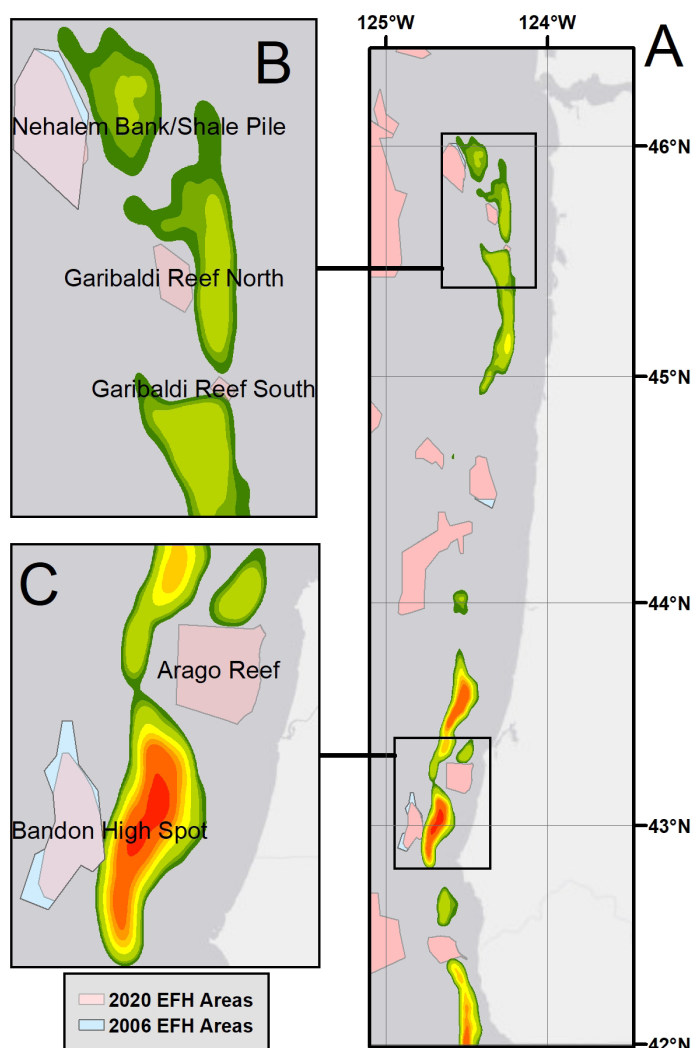 125°W
124°W
A
B
Nehalem Bank/Shale Pile
46°N
Garibaldi Reef North
Garibaldi Reef South
45°N
C
44°N
Arago Reef
Bandon High Spot
43°N
2020 EFH Areas
2006 EFH Areas
42°N